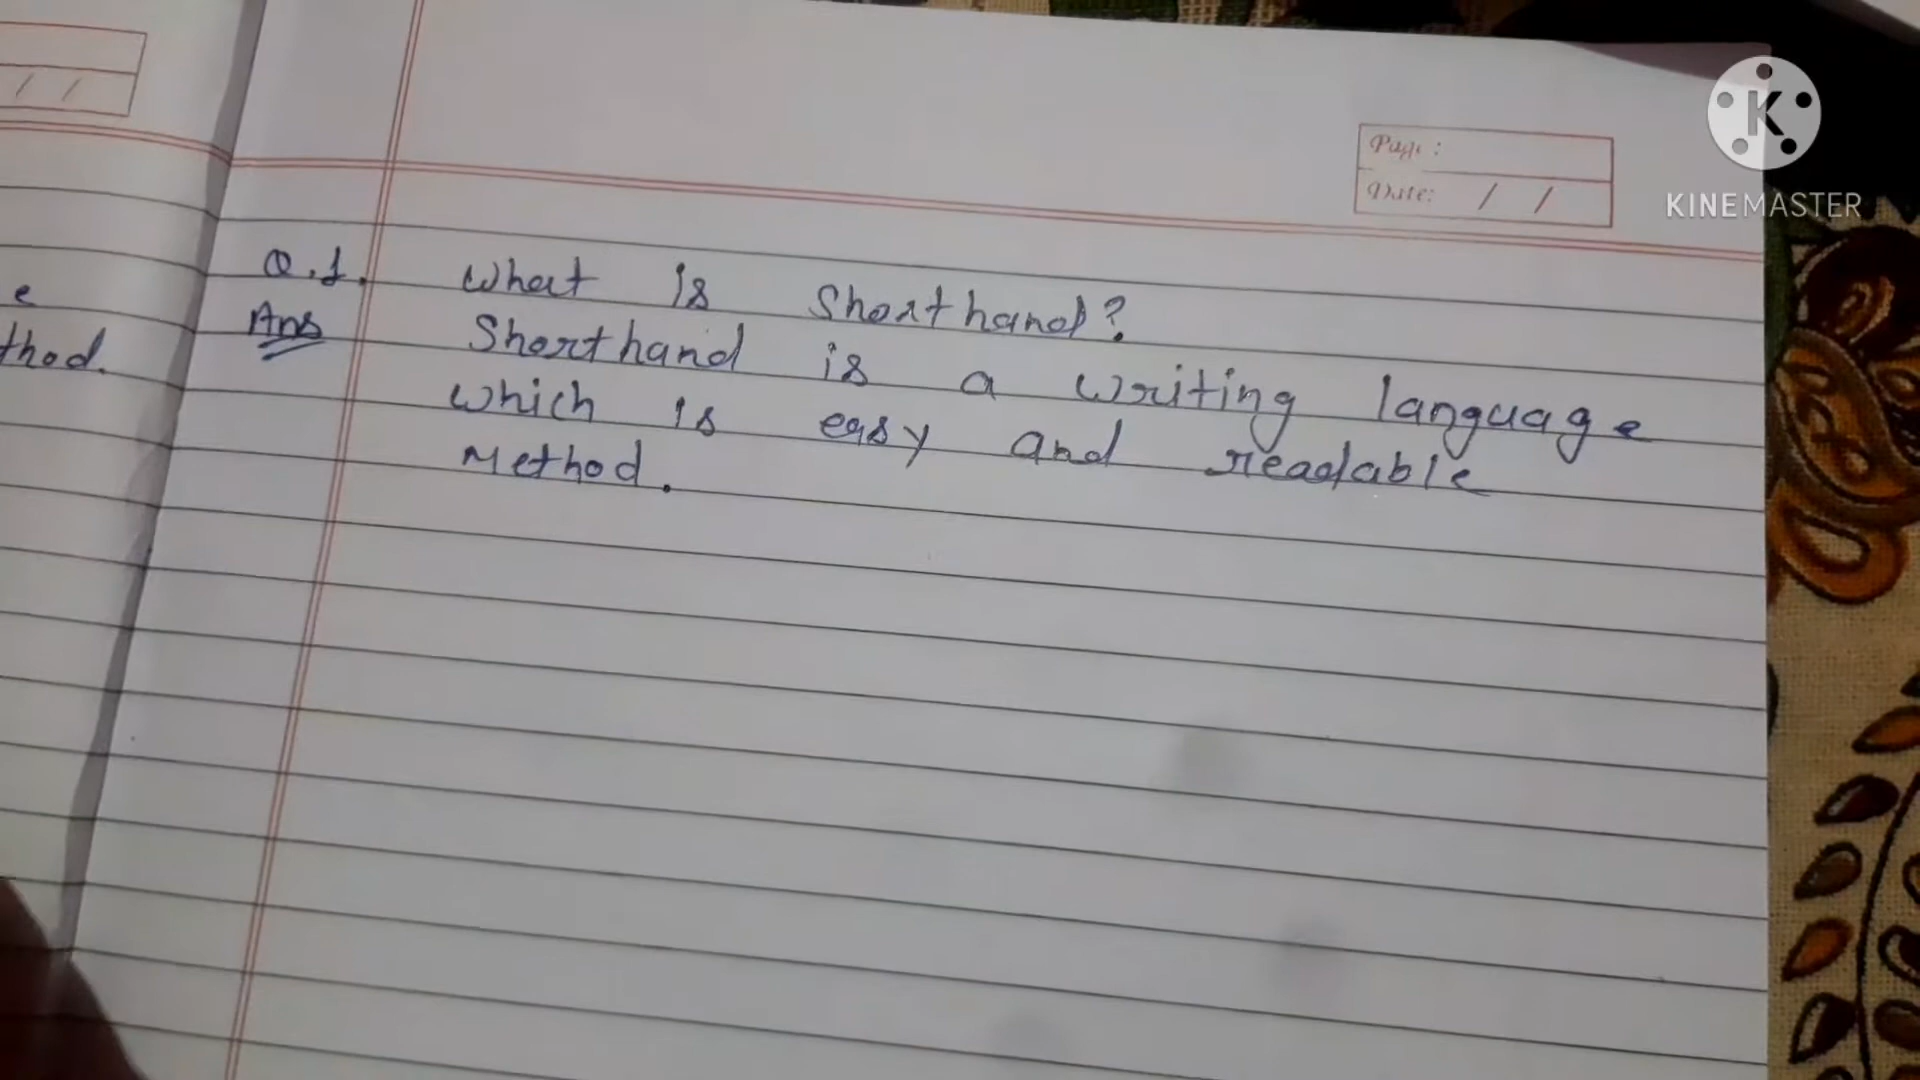 Page :
Date: / /
KINEMASTER
/ /
e
thod.
Q.1. What is Shorthand?
Ans Shorthand is a writing language
which is easy and readable
Method.